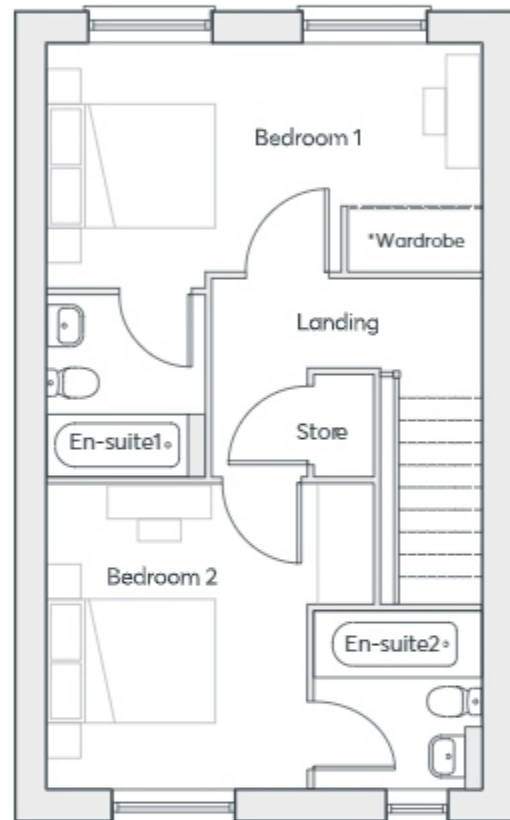 Bedroom 1
*Wardrobe
Landing
Store
En-suite1
Bedroom 2
En-suite2